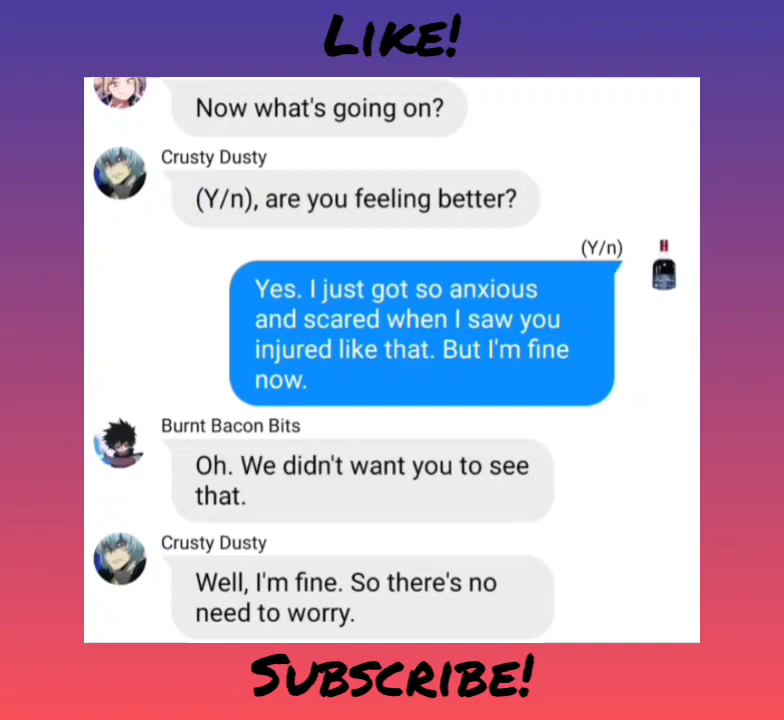 LIKE!
Now what's going on?
Crusty Dusty
(Y/n), are you feeling better?
(Y/n)
Yes. I just got so anxious
and scared when I saw you
injured like that. But I'm fine
now.
Burnt Bacon Bits
Oh. We didn't want you to see
that.
Crusty Dusty
Well, I'm fine. So there's no
need to worry.
SUBSCRIBE!